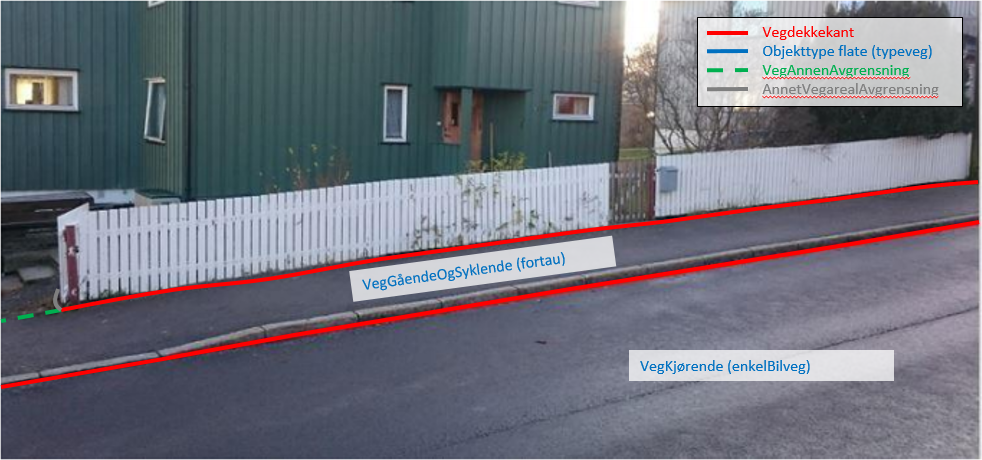 Vegdekkekant
Objekttype flate (typeveg)
VegAnnenAvgrensning
AnnetVegarealAvgrensning
VegGåendeOgSyklende (fortau)
VegKjørende (enkelBilveg)